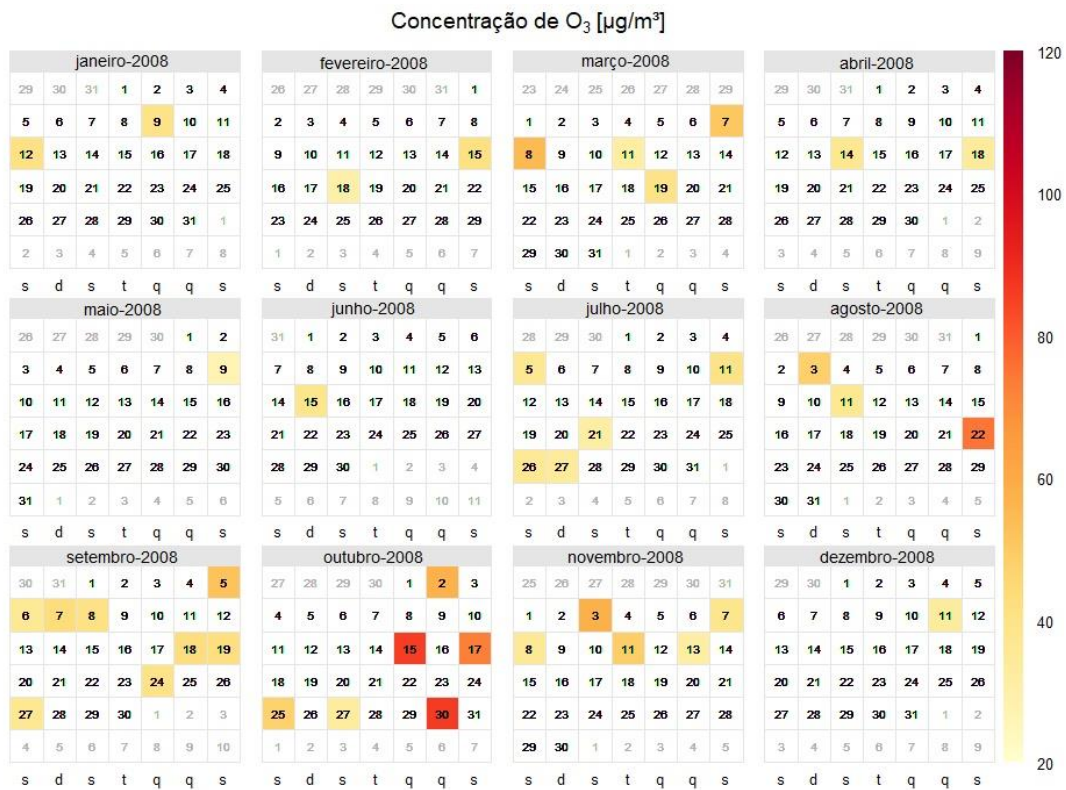 Concentração de O₃ [µg/m³]
janeiro-2008
29 30 31 1 2 3 4
5 6 7 8 9 10 11
12 13 14 15 16 17 18
19 20 21 22 23 24 25
26 27 28 29 30 31 1
2 3 4 5 6 7 8
s d s t q q s
fevereiro-2008
26 27 28 29 30 31 1
2 3 4 5 6 7 8
9 10 11 12 13 14 15
16 17 18 19 20 21 22
23 24 25 26 27 28 29
1 2 3 4 5 6 7
s d s t q q s
março-2008
23 24 25 26 27 28 29
1 2 3 4 5 6 7
8 9 10 11 12 13 14
15 16 17 18 19 20 21
22 23 24 25 26 27 28
29 30 31 1 2 3 4
s d s t q q s
abril-2008
29 30 31 1 2 3 4
5 6 7 8 9 10 11
12 13 14 15 16 17 18
19 20 21 22 23 24 25
26 27 28 29 30 1 2
3 4 5 6 7 8 9
s d s t q q s
maio-2008
26 27 28 29 30 1 2
3 4 5 6 7 8 9
10 11 12 13 14 15 16
17 18 19 20 21 22 23
24 25 26 27 28 29 30
31 1 2 3 4 5 6
s d s t q q s
junho-2008
31 1 2 3 4 5 6
7 8 9 10 11 12 13
14 15 16 17 18 19 20
21 22 23 24 25 26 27
28 29 30 1 2 3 4
5 6 7 8 9 10 11
s d s t q q s
julho-2008
28 29 30 1 2 3 4
5 6 7 8 9 10 11
12 13 14 15 16 17 18
19 20 21 22 23 24 25
26 27 28 29 30 31 1
2 3 4 5 6 7 8
s d s t q q s
agosto-2008
26 27 28 29 30 31 1
2 3 4 5 6 7 8
9 10 11 12 13 14 15
16 17 18 19 20 21 22
23 24 25 26 27 28 29
30 31 1 2 3 4 5
s d s t q q s
setembro-2008
30 31 1 2 3 4 5
6 7 8 9 10 11 12
13 14 15 16 17 18 19
20 21 22 23 24 25 26
27 28 29 30 1 2 3
4 5 6 7 8 9 10
s d s t q q s
outubro-2008
27 28 29 30 1 2 3
4 5 6 7 8 9 10
11 12 13 14 15 16 17
18 19 20 21 22 23 24
25 26 27 28 29 30 31
1 2 3 4 5 6 7
s d s t q q s
novembro-2008
25 26 27 28 29 30 31
1 2 3 4 5 6 7
8 9 10 11 12 13 14
15 16 17 18 19 20 21
22 23 24 25 26 27 28
29 30 1 2 3 4 5
s d s t q q s
dezembro-2008
29 30 1 2 3 4 5
6 7 8 9 10 11 12
13 14 15 16 17 18 19
20 21 22 23 24 25 26
27 28 29 30 31 1 2
3 4 5 6 7 8 9
s d s t q q s
120
100
80
60
40
20